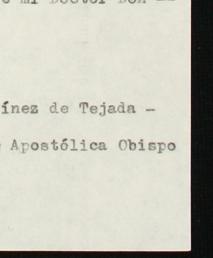 mi Doctor Don --
ínez de Tejada -
Apostólica Obispo